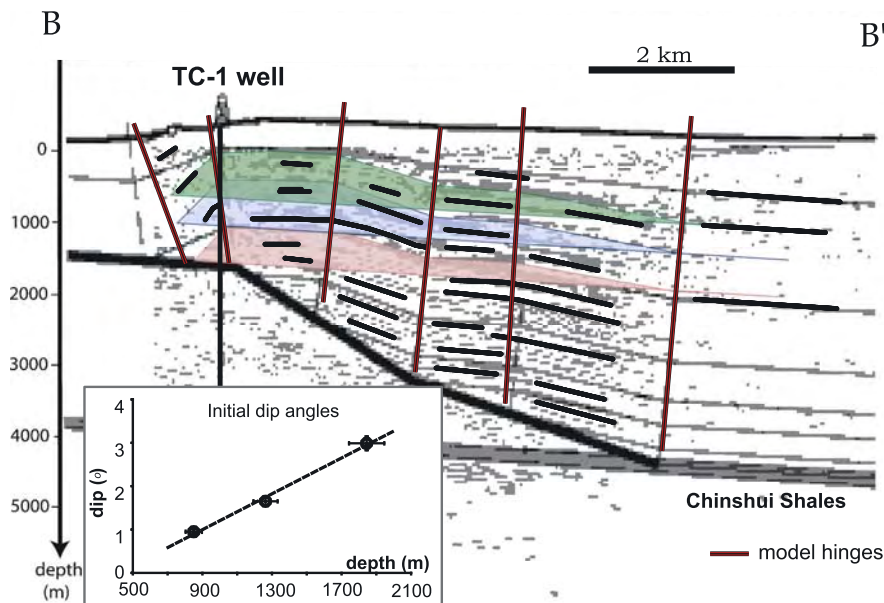 B
B'
2 km
TC-1 well
0
1000
2000
3000
4000
5000
depth
(m)
Chinshui Shales
model hinges
Initial dip angles
4
3
2
1
0
dip (°)
depth (m)
500
900
1300
1700
2100